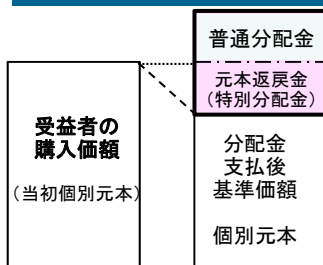 普通分配金
元本返戻金
（特別分配金）
受益者の
購入価額
（当初個別元本）
分配金
支払後
基準価額
個別元本